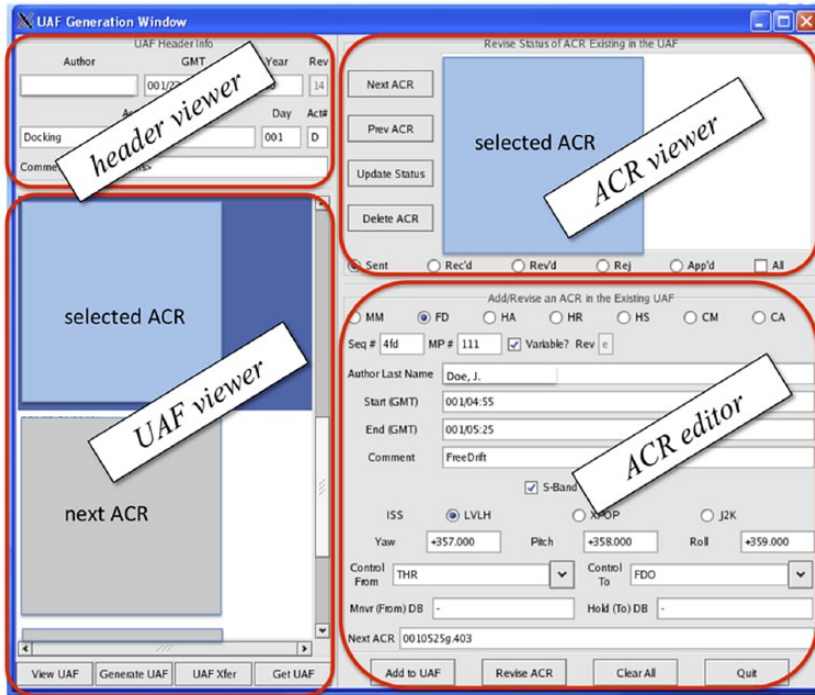 UAF Generation Window
UAF Header Info
Author GMT Year Rev
14
Day Act#
Docking 001 D
header viewer
selected ACR
UAF viewer
next ACR
View UAF Generate UAF UAF Xfer Get UAF
Revise Status of ACR Existing in the UAF
Next ACR
Prev ACR
Update Status
Delete ACR
selected ACR
ACR viewer
Sent Rec'd Rev'd Rej App'd All
Add/Revise an ACR in the Existing UAF
MM FD HA HR HS CM CA
Seq # 4fd MP # 111 Variable? Rev e
Author Last Name Doe, J.
Start (GMT) 001/04:55
End (GMT) 001/05:25
Comment FreeDrift
ACR editor
S-Band
ISS LVLH J2K
Yaw +357.000 Pitch +358.000 Roll +359.000
Control From THR Control To FDO
Mnvr (From) DB - Hold (To) DB -
Next ACR 0010525g.403
Add to UAF Revise ACR Clear All Quit